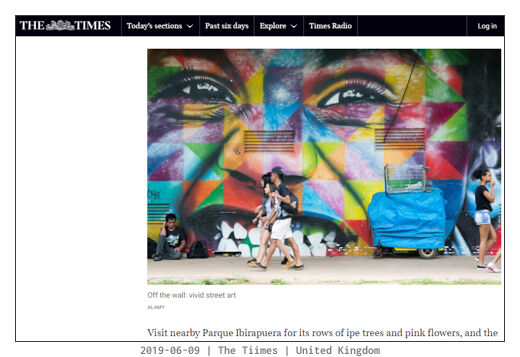 THE TIMES
Today's sections
Past six days
Explore
Times Radio
Log in
Off the wall: vivid street art
ALAMY
Visit nearby Parque Ibirapuera for its rows of ipe trees and pink flowers, and the
2019-06-09 | The Tiimes | United Kingdom